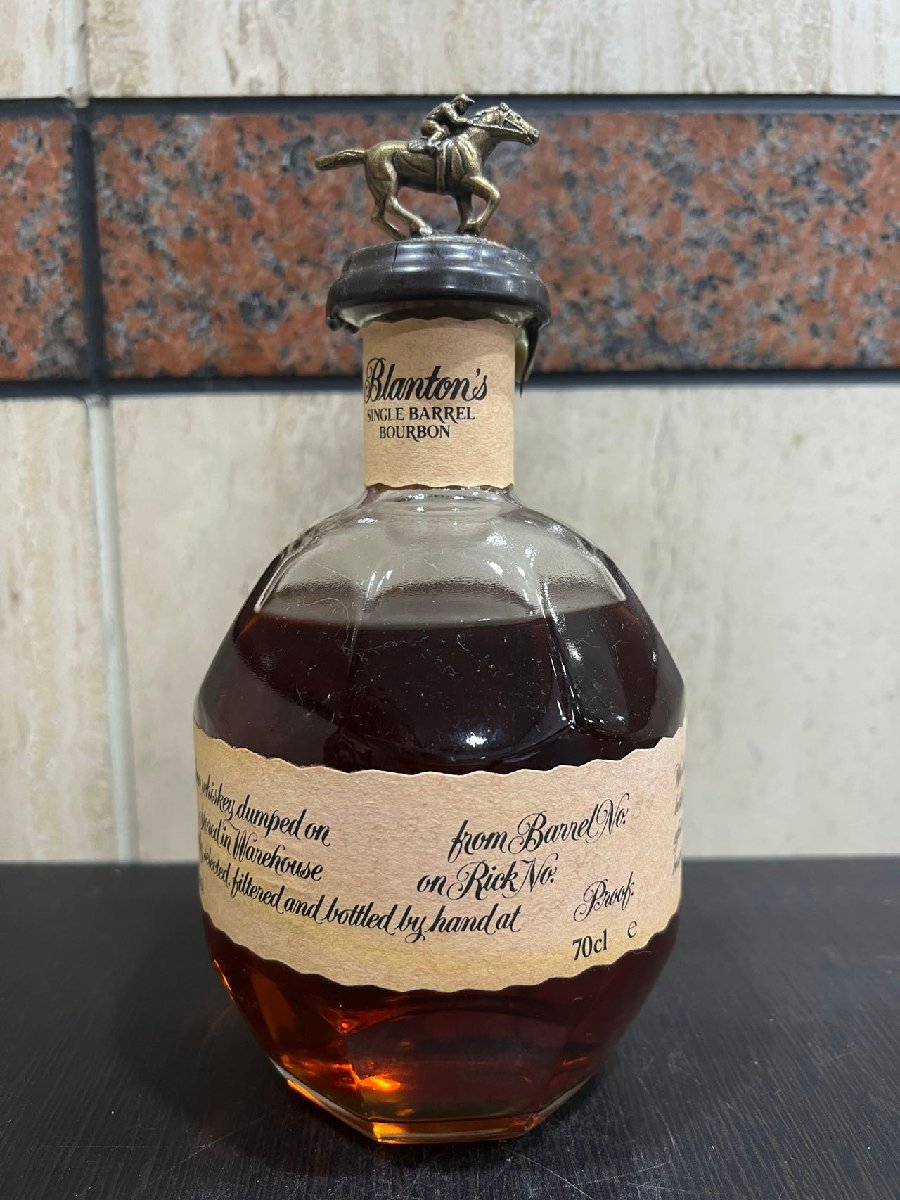 Blanton's
SINGLE BARREL
BOURBON
whiskey dumped on from Barrel No:
in Warehouse on Rick No:
selected, filtered and bottled by hand at Proof:
70cl e